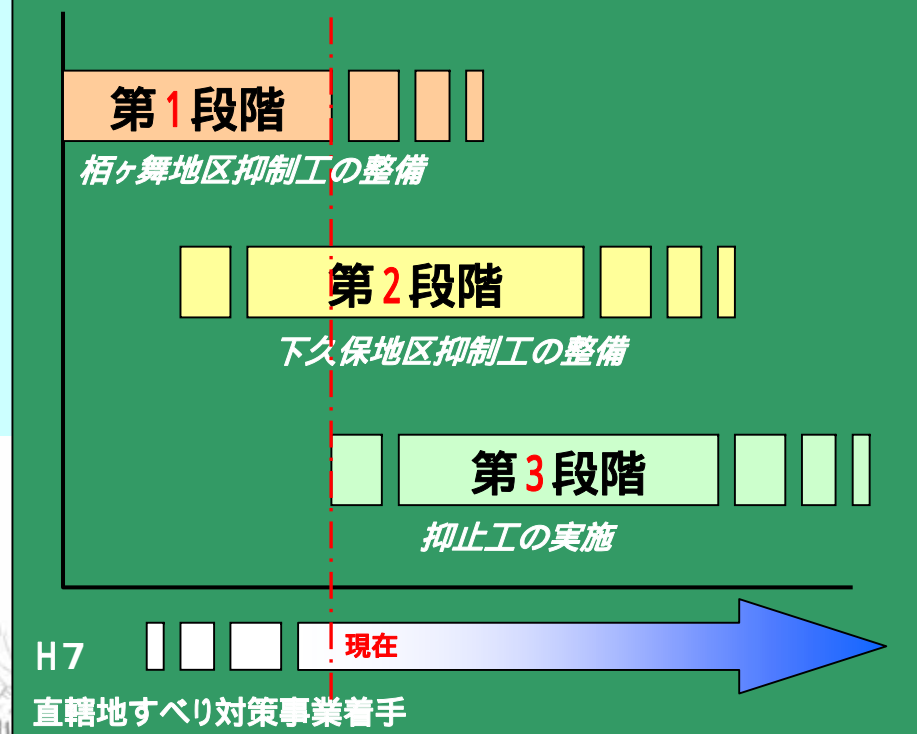 第1段階
栢ヶ舞地区抑制工の整備
第2段階
下久保地区抑制工の整備
第3段階
抑止工の実施
現在
H7
直轄地すべり対策事業着手